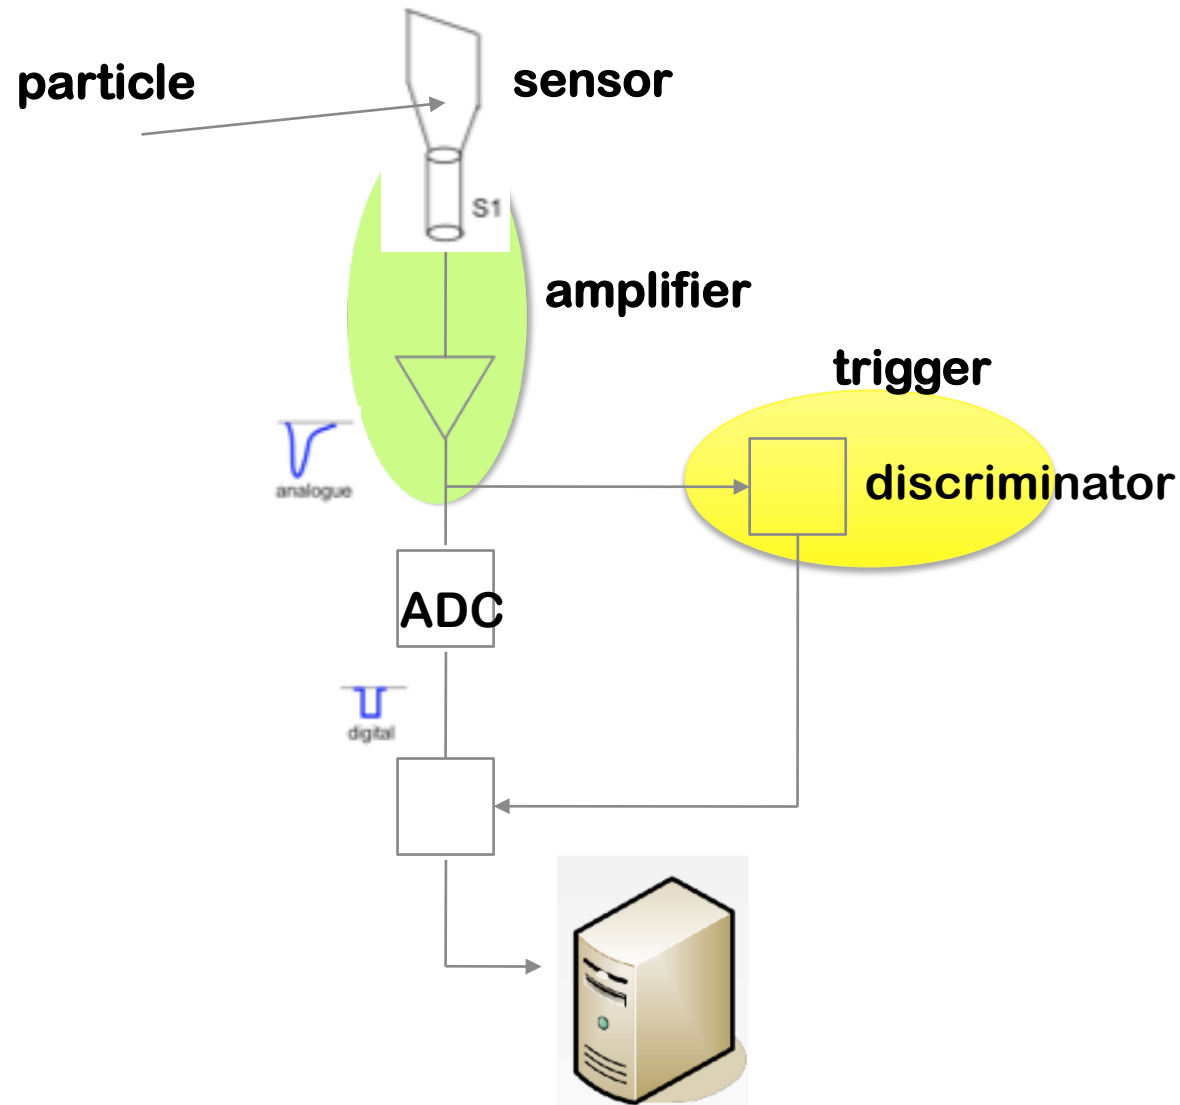 particle
sensor
S1
amplifier
trigger
analogue
discriminator
ADC
digital